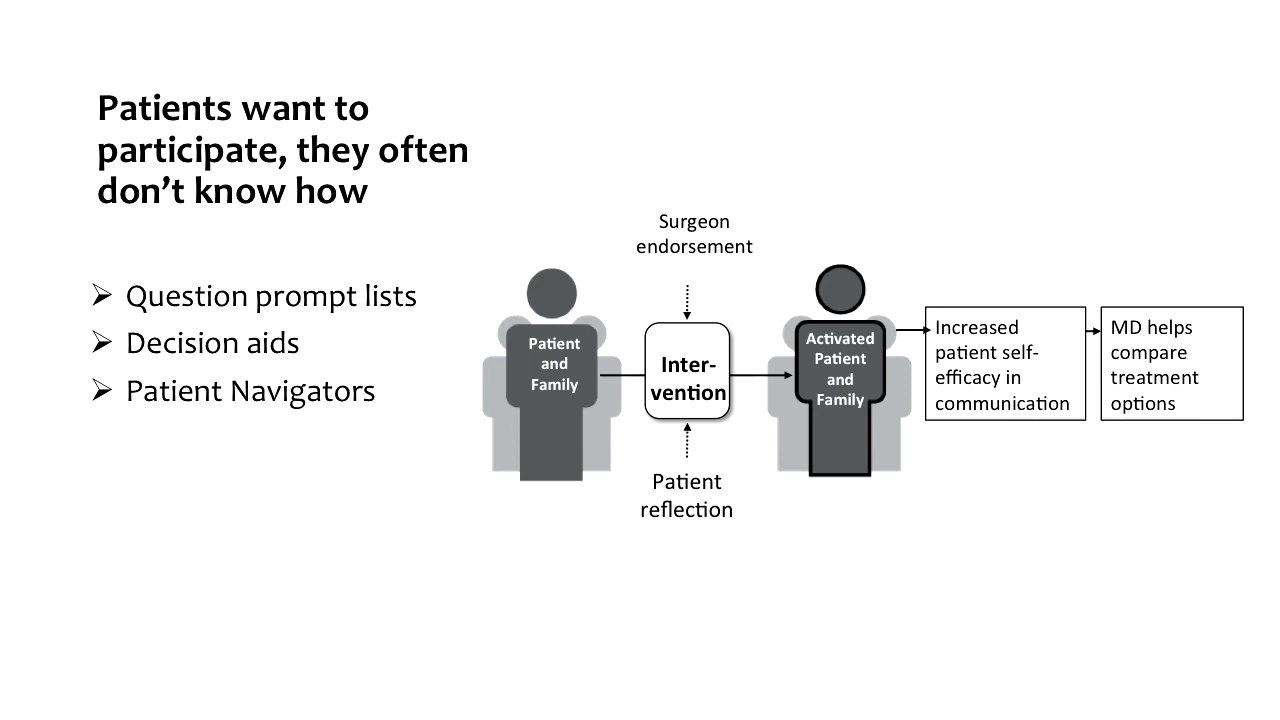 Patients want to
participate, they often
don’t know how
Question prompt lists
Decision aids
Patient Navigators
Surgeon
endorsement
Patient
and
Family
Inter-
vention
Patient
reflection
Activated
Patient
and
Family
Increased
patient self-
efficacy in
communication
MD helps
compare
treatment
options